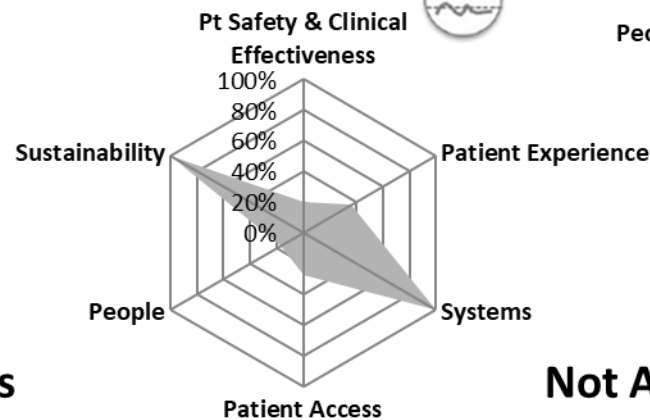 Pt Safety & Clinical
Effectiveness
100%
80%
60%
40%
20%
0%
Sustainability
Patient Experience
People
Systems
Patient Access
Not A